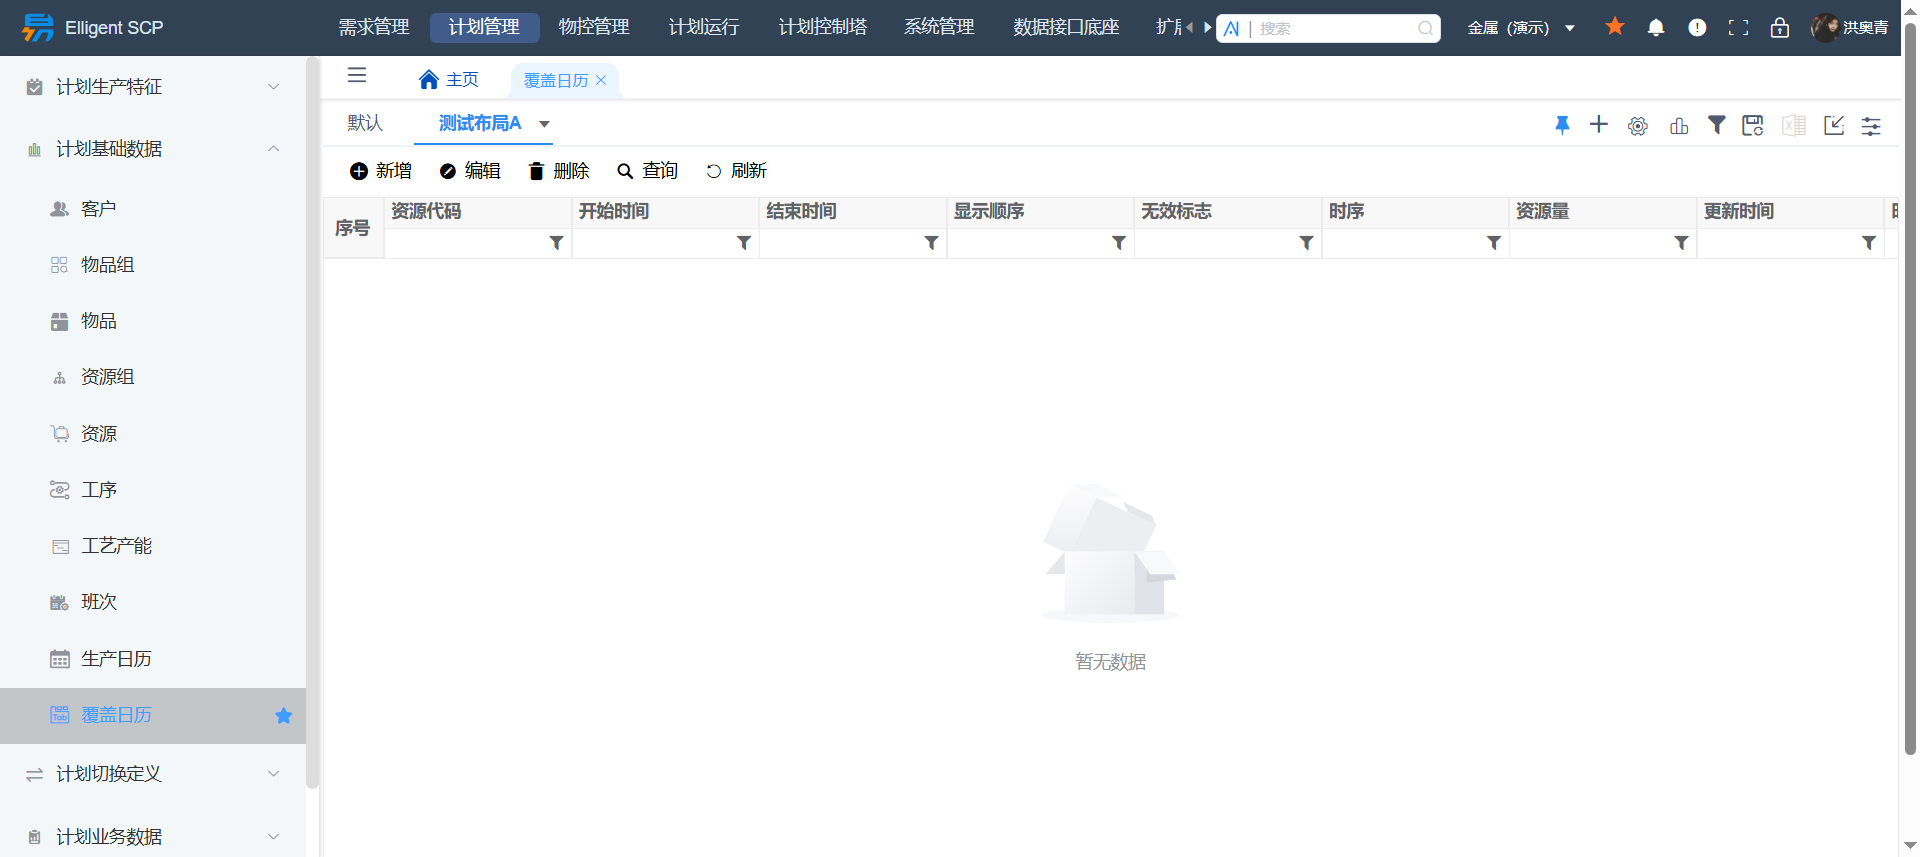 Elligent SCP
需求管理 计划管理 物控管理 计划运行 计划控制塔 系统管理 数据接口底座
搜索
金属 (演示)
洪奥青
计划生产特征
计划基础数据
客户
物品组
物品
资源组
资源
工序
工艺产能
班次
生产日历
覆盖日历
计划切换定义
计划业务数据
主页 覆盖日历
默认 测试布局A
新增 编辑 删除 查询 刷新
序号 资源代码 开始时间 结束时间 显示顺序 无效标志 时序 资源量 更新时间
暂无数据